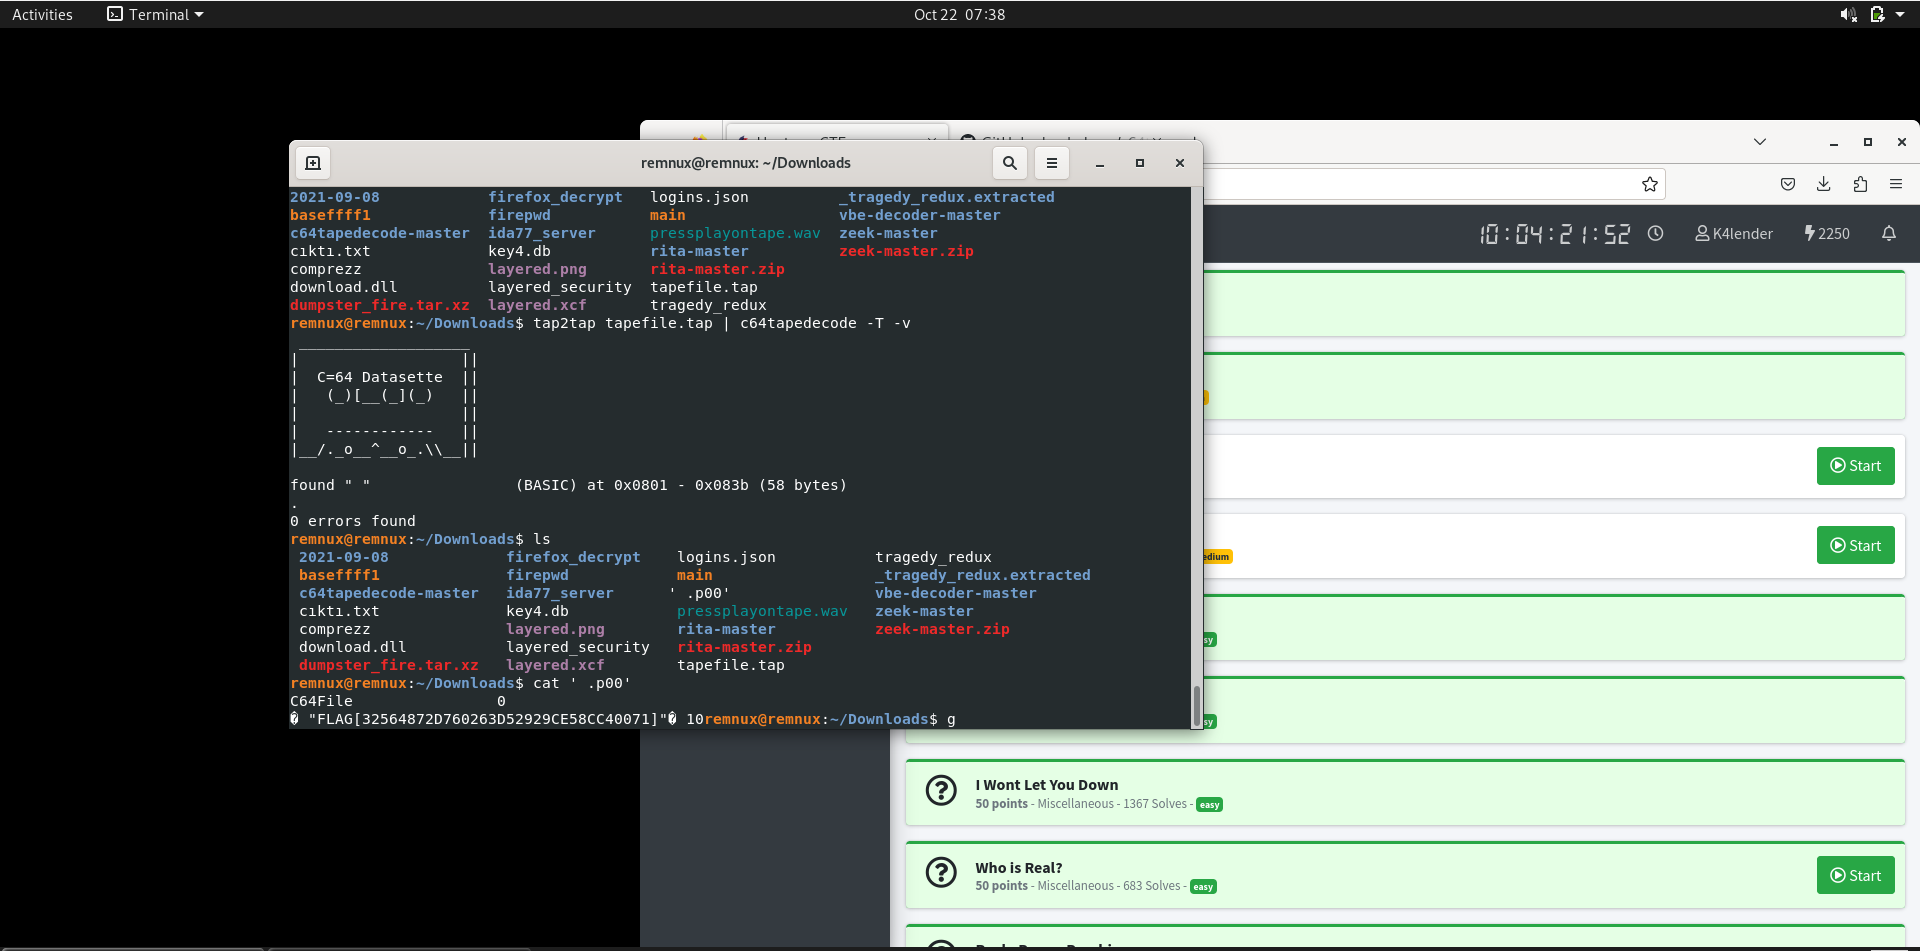 Activities Terminal Oct 22 07:38
remnux@remnux: ~/Downloads
2021-09-08 firefox_decrypt logins.json _tragedy_redux.extracted
baseffff1 firepwd main vbe-decoder-master
c64tapedecode-master ida77_server pressplayontape.wav zeek-master
cıktı.txt key4.db rita-master zeek-master.zip
comprezz layered.png rita-master.zip
download.dll layered_security tapefile.tap
dumpster_fire.tar.xz layered.xcf tragedy_redux
remnux@remnux:~/Downloads$ tap2tap tapefile.tap | c64tapedecode -T -v
 ___________________
|                  ||
|  C=64 Datasette  ||
|   (_)[__(_](_)   ||
|                  ||
|   ------------   ||
|__/._o__^__o_.\\__||
found " " (BASIC) at 0x0801 - 0x083b (58 bytes)
.
0 errors found
remnux@remnux:~/Downloads$ ls
2021-09-08 firefox_decrypt logins.json tragedy_redux
baseffff1 firepwd main _tragedy_redux.extracted
c64tapedecode-master ida77_server ' .p00' vbe-decoder-master
cıktı.txt key4.db pressplayontape.wav zeek-master
comprezz layered.png rita-master zeek-master.zip
download.dll layered_security rita-master.zip
dumpster_fire.tar.xz layered.xcf tapefile.tap
remnux@remnux:~/Downloads$ cat ' .p00'
C64File 0
� "FLAG[32564872D760263D52929CE58CC40071]"� 10remnux@remnux:~/Downloads$ g
10:04:21:52 K4lender 2250
Start
Start
I Wont Let You Down
50 points - Miscellaneous - 1367 Solves - easy
Who is Real?
50 points - Miscellaneous - 683 Solves - easy
Start